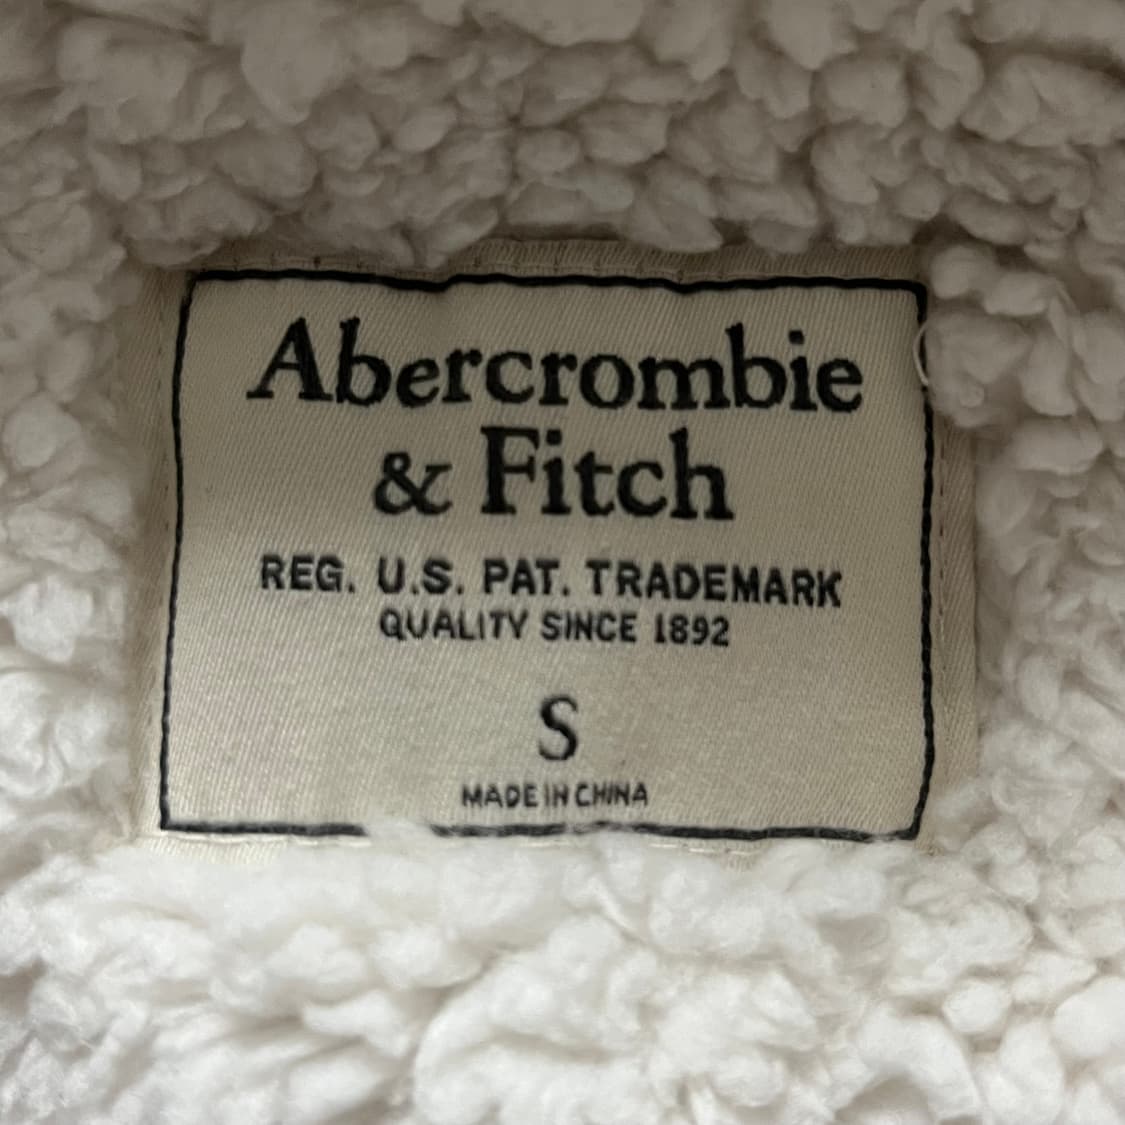 Abercrombie
& Fitch
REG. U.S. PAT. TRADEMARK
QUALITY SINCE 1892
S
MADE IN CHINA